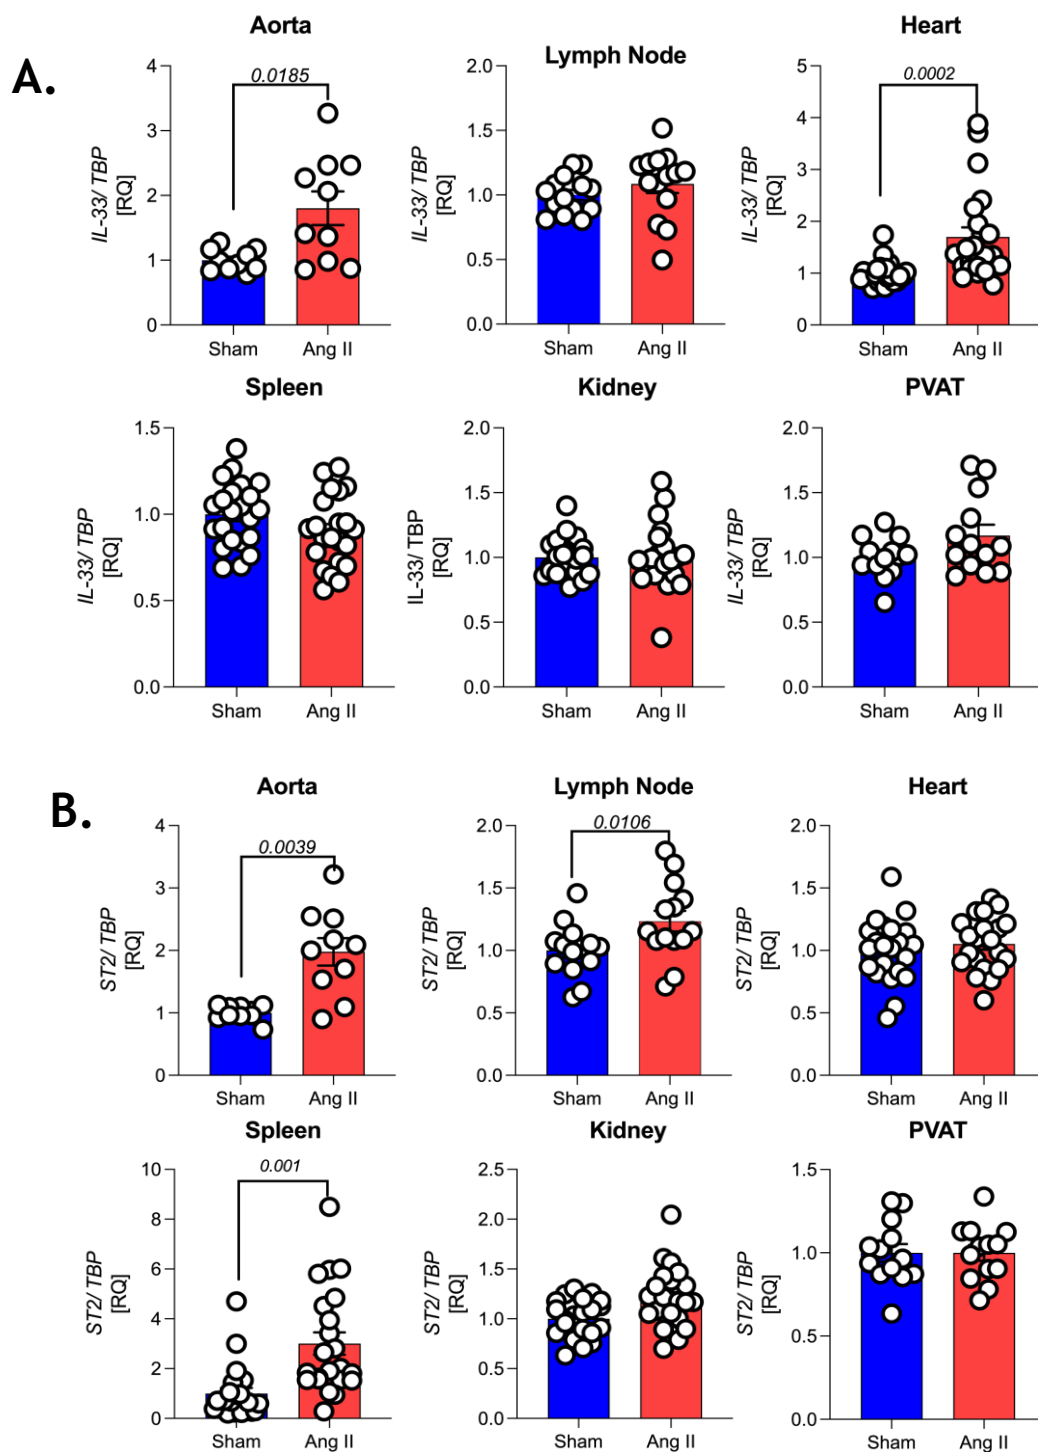 A.
Aorta
0.0185
IL-33/ TBP
[RQ]
4
3
2
1
0
Sham Ang II
Lymph Node
IL-33/ TBP
[RQ]
2.0
1.5
1.0
0.5
0.0
Sham Ang II
Heart
0.0002
IL-33/ TBP
[RQ]
5
4
3
2
1
0
Sham Ang II
Spleen
IL-33/ TBP
[RQ]
1.5
1.0
0.5
0.0
Sham Ang II
Kidney
IL-33/ TBP
[RQ]
2.0
1.5
1.0
0.5
0.0
Sham Ang II
PVAT
IL-33/ TBP
[RQ]
2.0
1.5
1.0
0.5
0.0
Sham Ang II
B.
Aorta
0.0039
ST2/ TBP
[RQ]
4
3
2
1
0
Sham Ang II
Lymph Node
0.0106
ST2/ TBP
[RQ]
2.0
1.5
1.0
0.5
0.0
Sham Ang II
Heart
ST2/ TBP
[RQ]
2.0
1.5
1.0
0.5
0.0
Sham Ang II
Spleen
0.001
ST2/ TBP
[RQ]
10
8
6
4
2
0
Sham Ang II
Kidney
ST2/ TBP
[RQ]
2.5
2.0
1.5
1.0
0.5
0.0
Sham Ang II
PVAT
ST2/ TBP
[RQ]
1.5
1.0
0.5
0.0
Sham Ang II